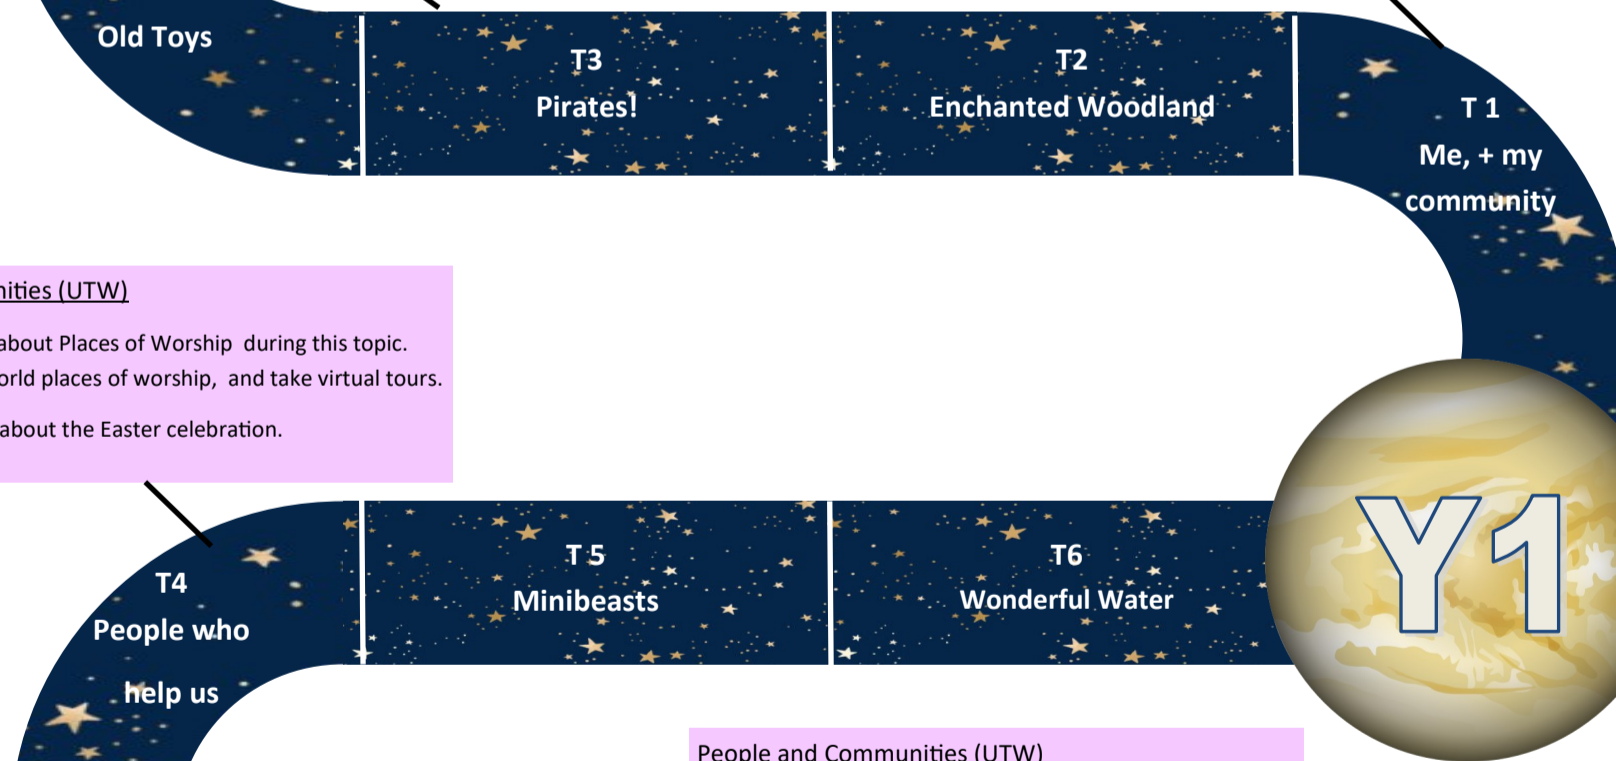 Old Toys
T3
Pirates!
T2
Enchanted Woodland
T 1
Me, + my
community
nities (UTW)
about Places of Worship during this topic.
orld places of worship, and take virtual tours.
about the Easter celebration.
T4
People who
help us
T 5
Minibeasts
T6
Wonderful Water
Y1
People and Communities (UTW)